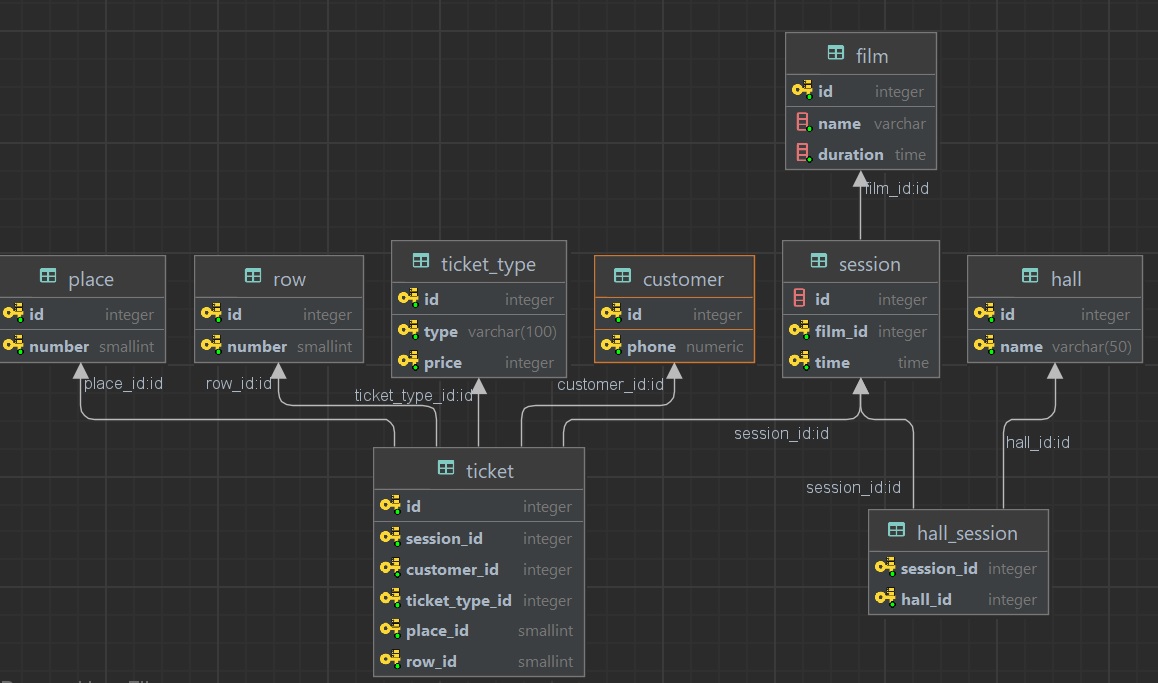 film
id integer
name varchar
duration time
film_id:id
place
id integer
number smallint
row
id integer
number smallint
ticket_type
id integer
type varchar(100)
price integer
customer
id integer
phone numeric
session
id integer
film_id integer
time time
hall
id integer
name varchar(50)
place_id:id
row_id:id
ticket_type_id:id
customer_id:id
session_id:id
hall_id:id
session_id:id
ticket
id integer
session_id integer
customer_id integer
ticket_type_id integer
place_id smallint
row_id smallint
hall_session
session_id integer
hall_id integer